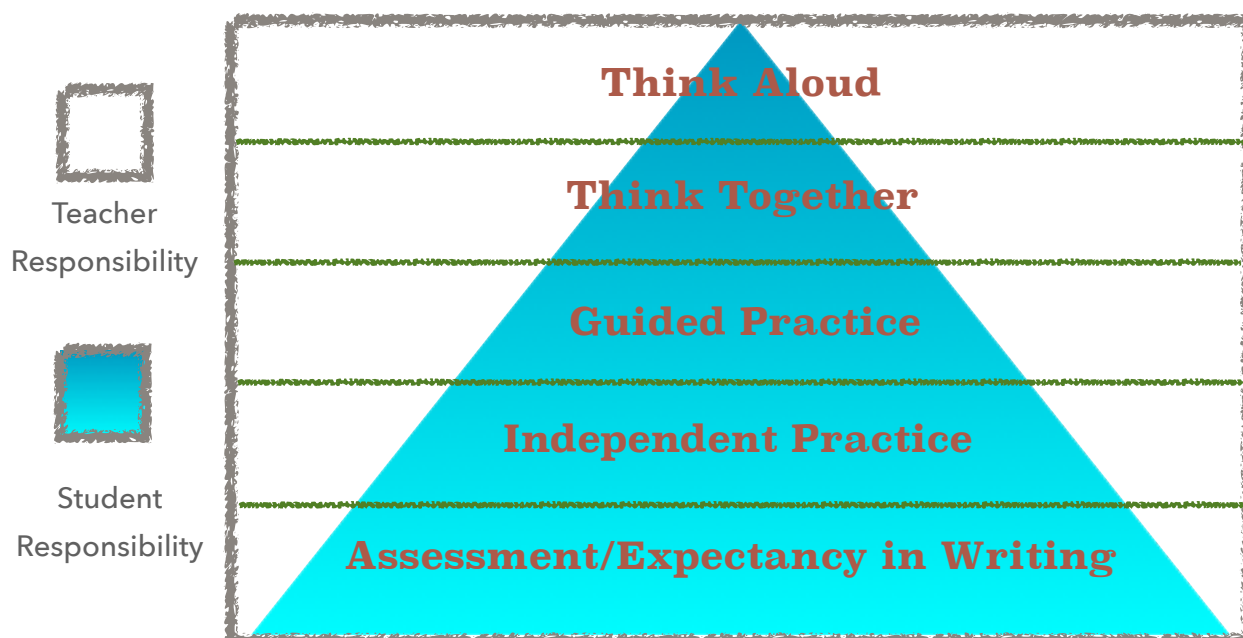 Think Aloud
Think Together
Guided Practice
Independent Practice
Assessment/Expectancy in Writing
Teacher
Responsibility
Student
Responsibility